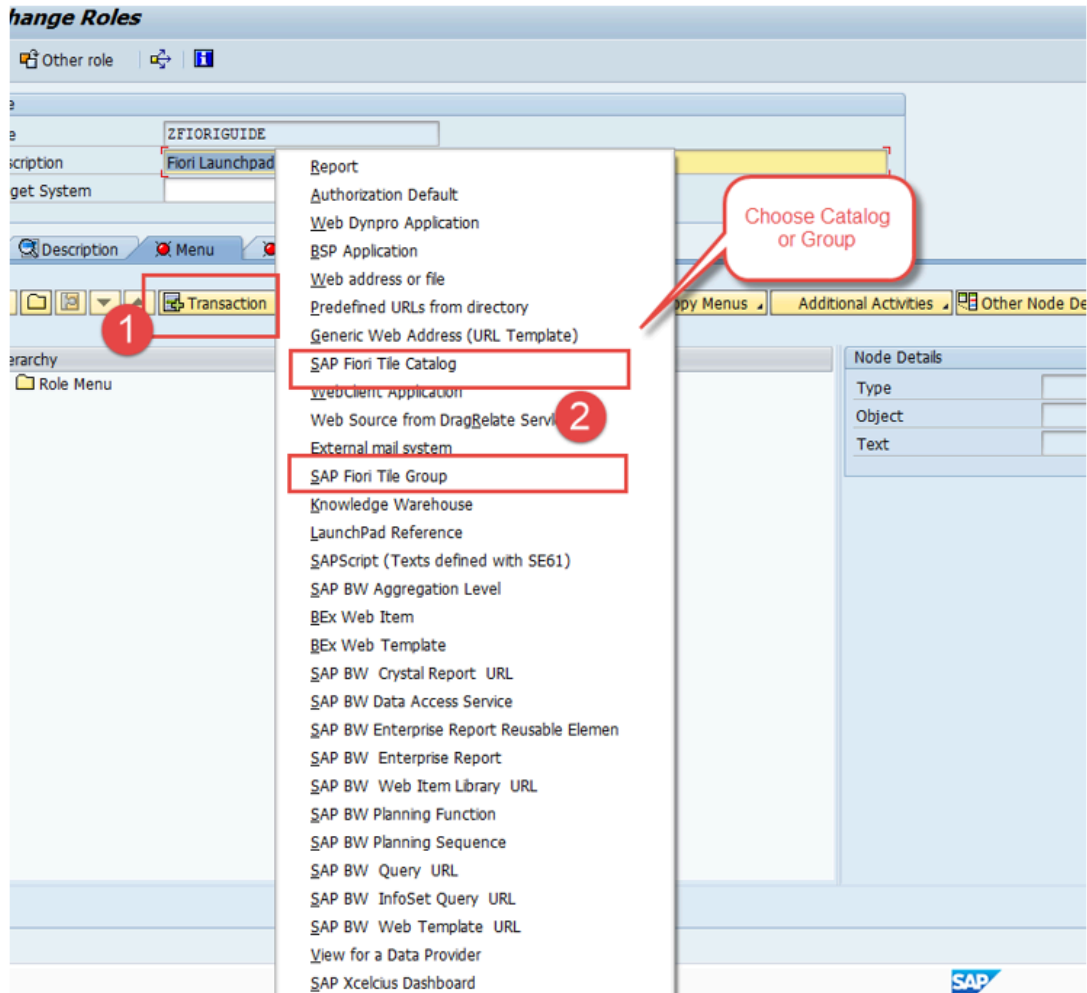 hange Roles
Other role
e
ZFIORIGUIDE
scription
Fiori Launchpad
get System
Choose Catalog
or Group
Description
Menu
1
Transaction
py Menus
Additional Activities
Other Node De
erarchy
Role Menu
Report
Authorization Default
Web Dynpro Application
BSP Application
Web address or file
Predefined URLs from directory
Generic Web Address (URL Template)
SAP Fiori Tile Catalog
WebClient Application
Web Source from DragRelate Servi
2
External mail system
SAP Fiori Tile Group
Knowledge Warehouse
LaunchPad Reference
SAPScript (Texts defined with SE61)
SAP BW Aggregation Level
BEx Web Item
BEx Web Template
SAP BW  Crystal Report  URL
SAP BW Data Access Service
SAP BW Enterprise Report Reusable Elemen
SAP BW  Enterprise Report
SAP BW  Web Item Library  URL
SAP BW Planning Function
SAP BW Planning Sequence
SAP BW  Query  URL
SAP BW  InfoSet Query  URL
SAP BW  Web Template  URL
View for a Data Provider
SAP Xcelcius Dashboard
Node Details
Type
Object
Text
SAP